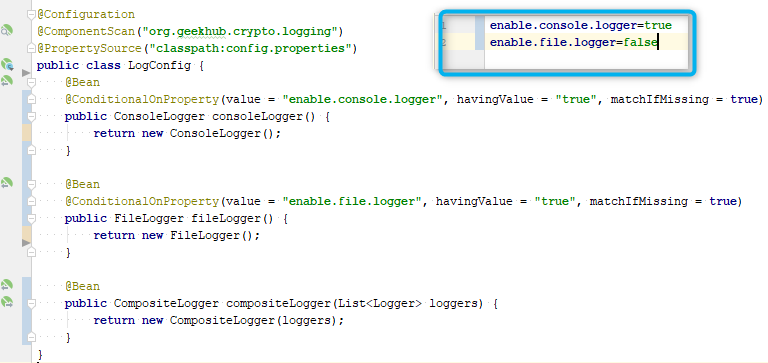 @Configuration
@ComponentScan("org.geekhub.crypto.logging")
@PropertySource("classpath:config.properties")
public class LogConfig {
@Bean
@ConditionalOnProperty(value = "enable.console.logger", havingValue = "true", matchIfMissing = true)
public ConsoleLogger consoleLogger() {
return new ConsoleLogger();
}
@Bean
@ConditionalOnProperty(value = "enable.file.logger", havingValue = "true", matchIfMissing = true)
public FileLogger fileLogger() {
return new FileLogger();
}
@Bean
public CompositeLogger compositeLogger(List<Logger> loggers) {
return new CompositeLogger(loggers);
}
}
1 enable.console.logger=true
2 enable.file.logger=false